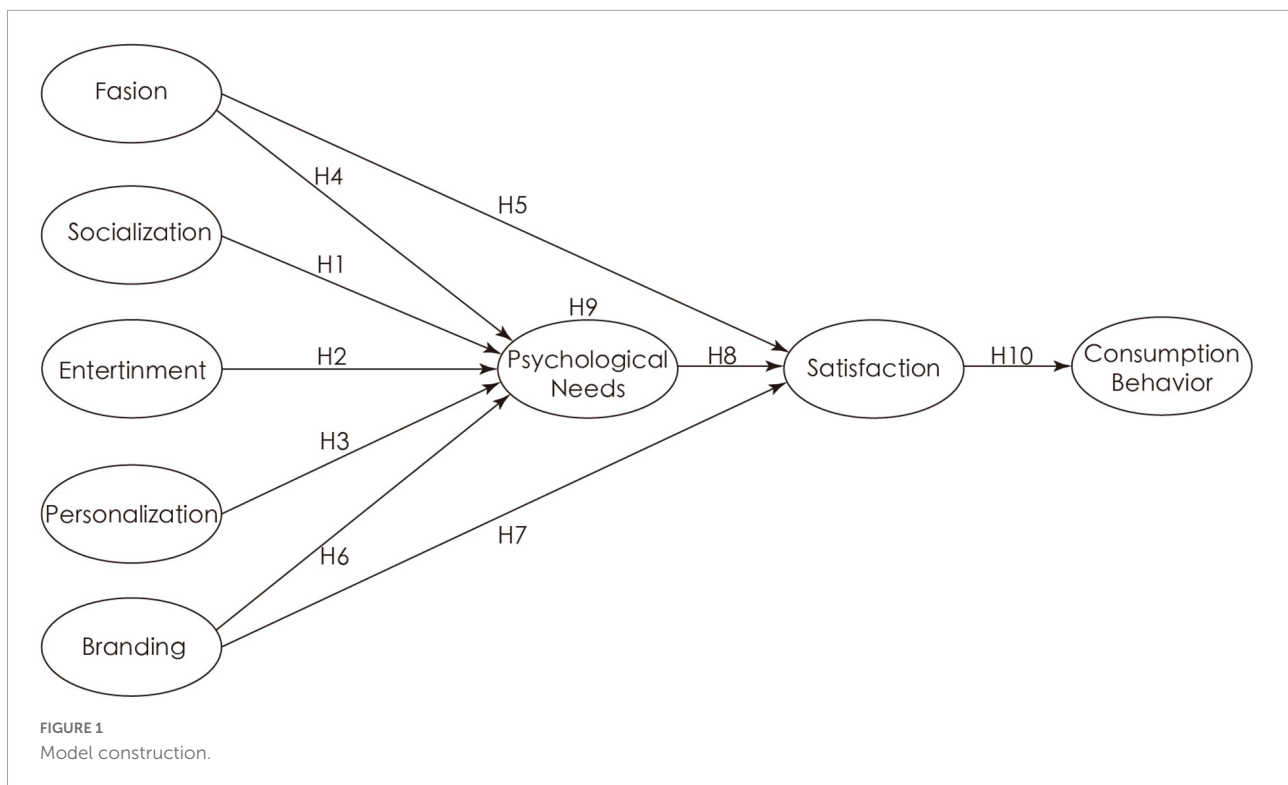 Fasion
H4
H5
Socialization
H1
H9
Entertinment
H2
Psychological
Needs
H8
Satisfaction
H10
Consumption
Behavior
H3
Personalization
H6
H7
Branding
FIGURE 1
Model construction.